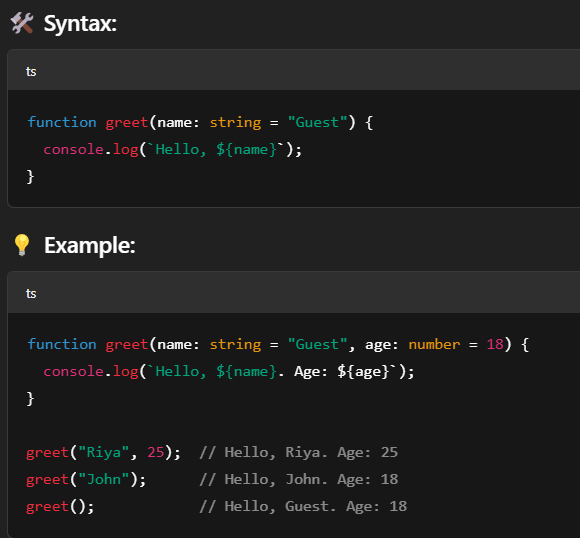 🛠 Syntax:
ts
function greet(name: string = "Guest") {
  console.log(`Hello, ${name}`);
}
💡 Example:
ts
function greet(name: string = "Guest", age: number = 18) {
  console.log(`Hello, ${name}. Age: ${age}`);
}
greet("Riya", 25);  // Hello, Riya. Age: 25
greet("John");      // Hello, John. Age: 18
greet();            // Hello, Guest. Age: 18